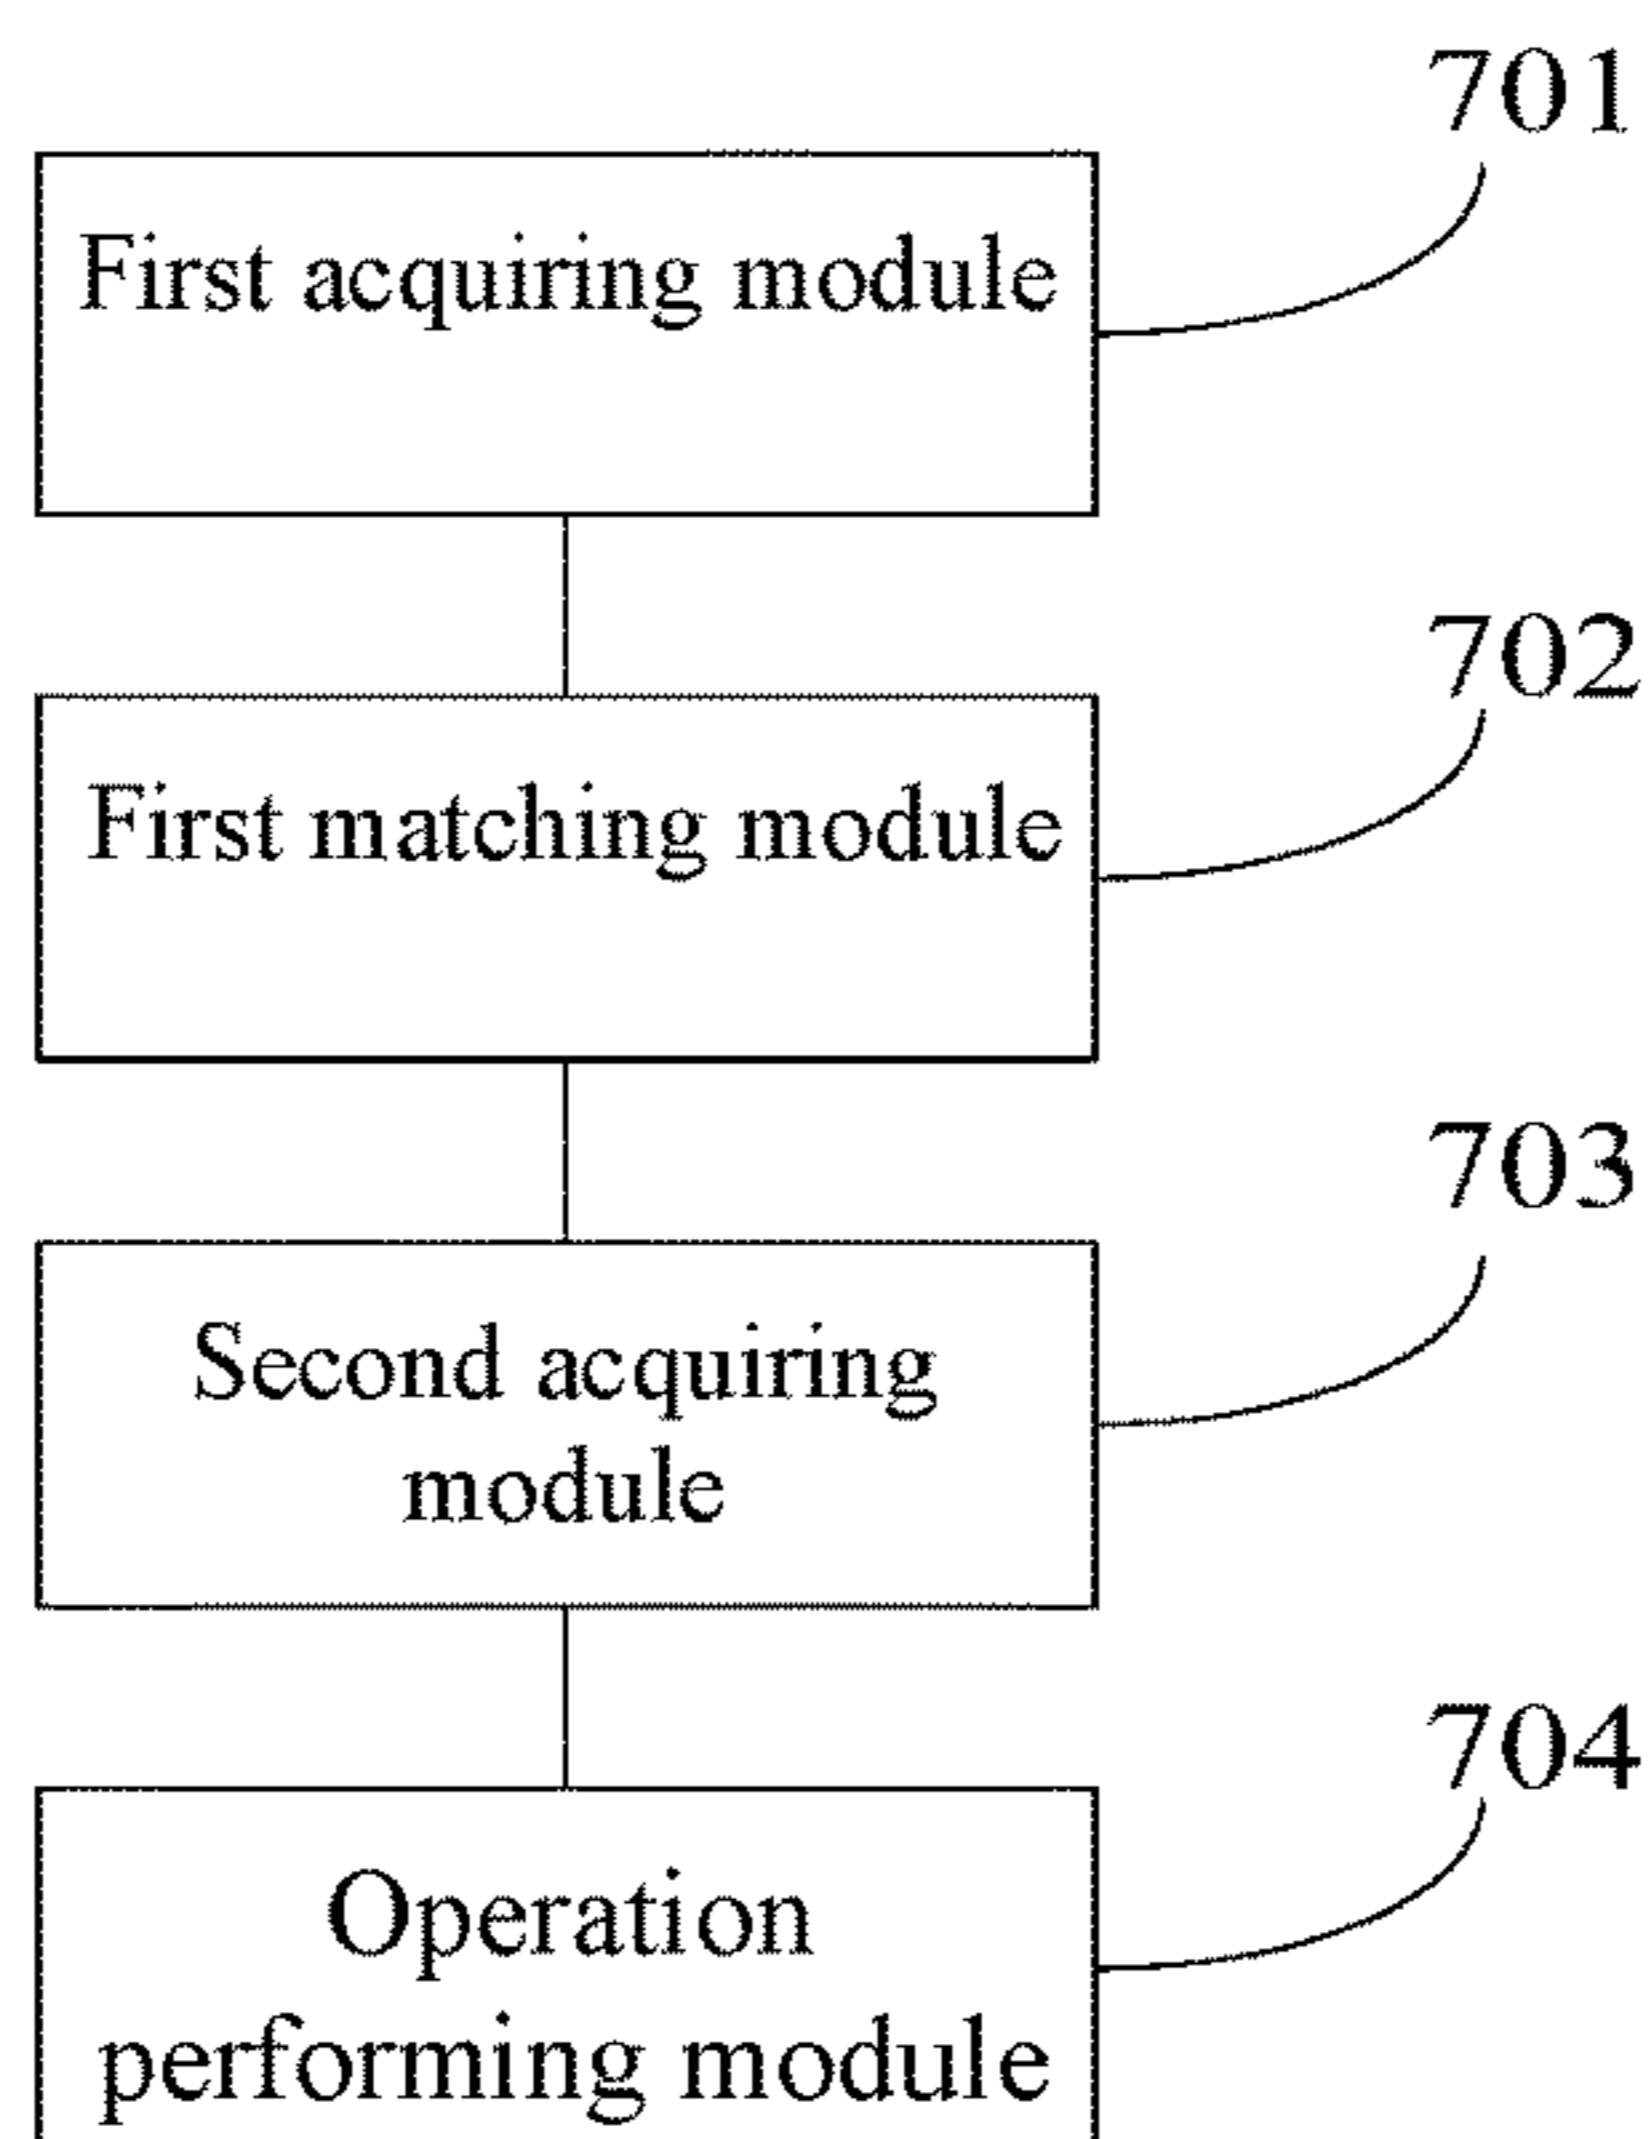 701
First acquiring module
702
First matching module
703
Second acquiring
module
704
Operation
performing module